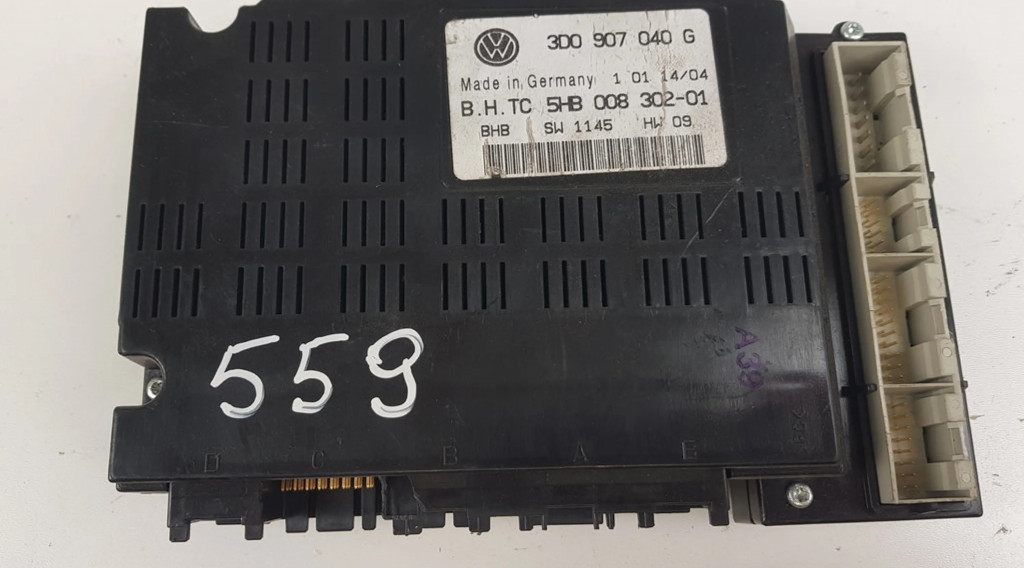 3D0 907 040 G
Made in Germany 1 01 14/04
B.H.TC 5HB 008 302-01
BHB SW 1145 HW 09
559
A39
D C B A E